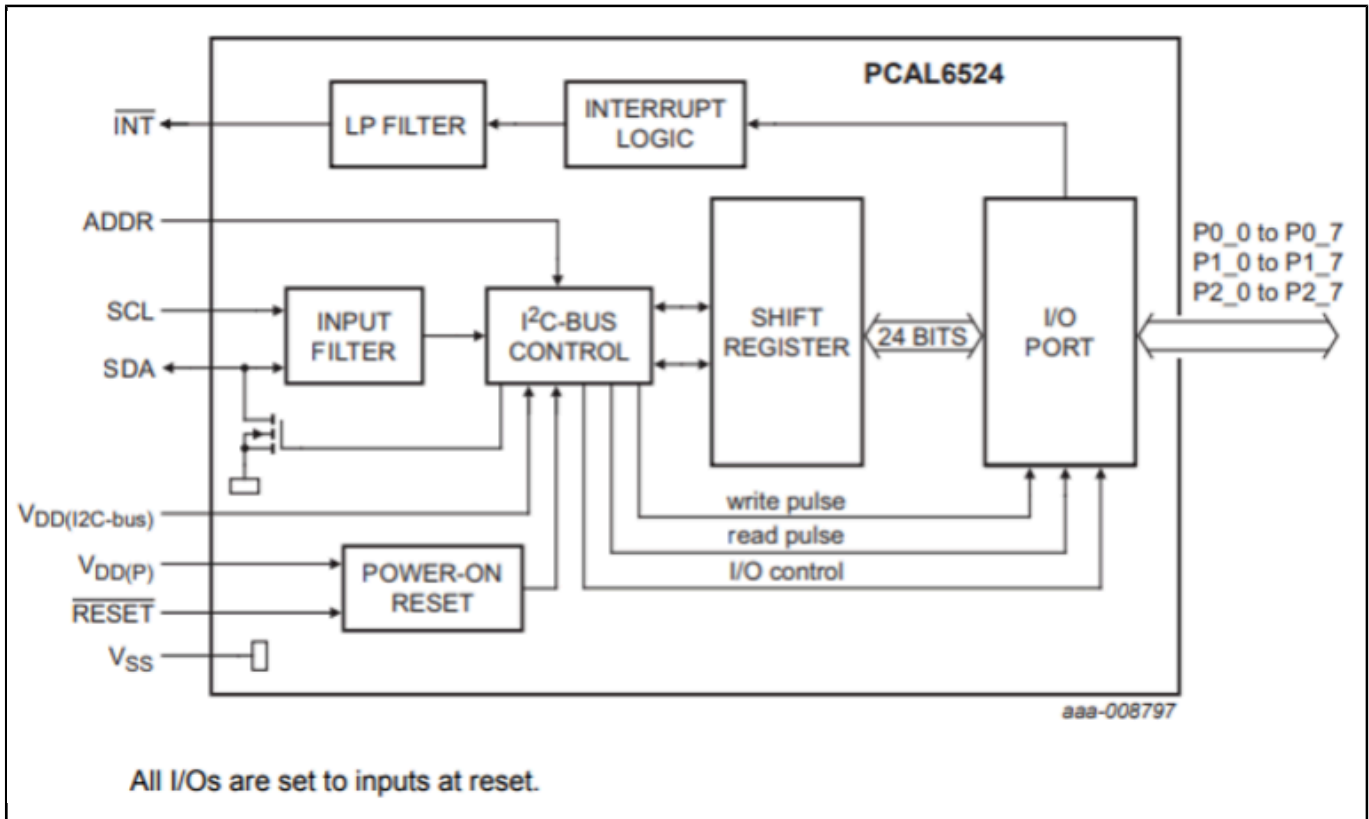 PCAL6524
INT
LP FILTER
INTERRUPT
LOGIC
ADDR
SCL
SDA
INPUT
FILTER
I²C-BUS
CONTROL
SHIFT
REGISTER
24 BITS
I/O
PORT
P0_0 to P0_7
P1_0 to P1_7
P2_0 to P2_7
write pulse
read pulse
I/O control
VDD(I2C-bus)
VDD(P)
RESET
VSS
POWER-ON
RESET
aaa-008797
All I/Os are set to inputs at reset.